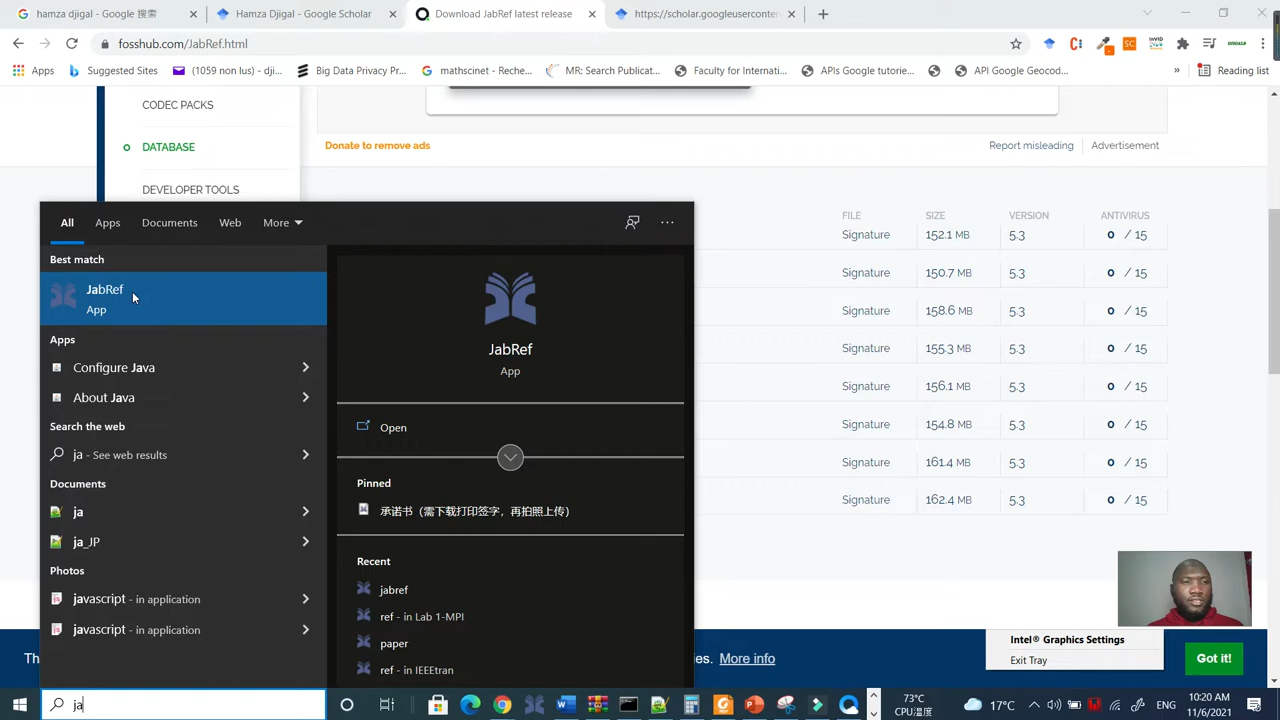 hamza djigal - Google 搜索
Hamza Djigal - Google Scholar
Download JabRef latest release
https://scholar.googleuserconten
fosshub.com/JabRef.html
Apps
Suggested Sites
(1059 non lus) - dji...
Big Data Privacy Pr...
mathscinet - Reche...
MR: Search Publicat...
Faculty for Internati...
APIs Google tutorie...
API Google Geocod...
»
Reading list
CODEC PACKS
DATABASE
DEVELOPER TOOLS
Donate to remove ads
Report misleading
Advertisement
FILE SIZE VERSION ANTIVIRUS
Signature 152.1 MB 5.3 0 / 15
Signature 150.7 MB 5.3 0 / 15
Signature 158.6 MB 5.3 0 / 15
Signature 155.3 MB 5.3 0 / 15
Signature 156.1 MB 5.3 0 / 15
Signature 154.8 MB 5.3 0 / 15
Signature 161.4 MB 5.3 0 / 15
Signature 162.4 MB 5.3 0 / 15
All Apps Documents Web More
Best match
JabRef
App
Apps
Configure Java
About Java
Search the web
ja - See web results
Documents
ja
ja_JP
Photos
javascript - in application
javascript - in application
JabRef
App
Open
Pinned
承诺书（需下载打印签字，再拍照上传）
Recent
jabref
ref - in Lab 1-MPI
paper
ref - in IEEEtran
Th
ies. More info
Intel® Graphics Settings
Exit Tray
Got it!
ja
73°C
CPU温度
17°C
ENG
10:20 AM
11/6/2021